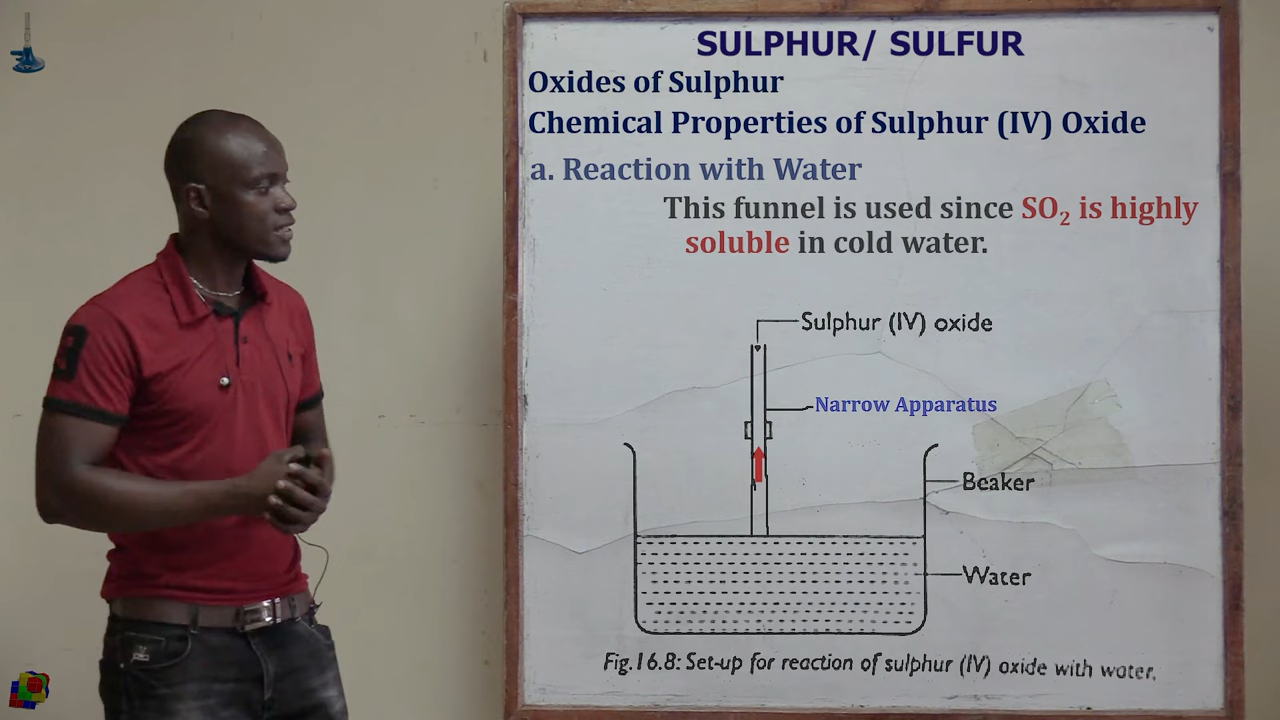 SULPHUR/ SULFUR
Oxides of Sulphur
Chemical Properties of Sulphur (IV) Oxide
a. Reaction with Water
This funnel is used since SO₂ is highly
soluble in cold water.
Sulphur (IV) oxide
Narrow Apparatus
Beaker
Water
Fig.16.8: Set-up for reaction of sulphur (IV) oxide with water.